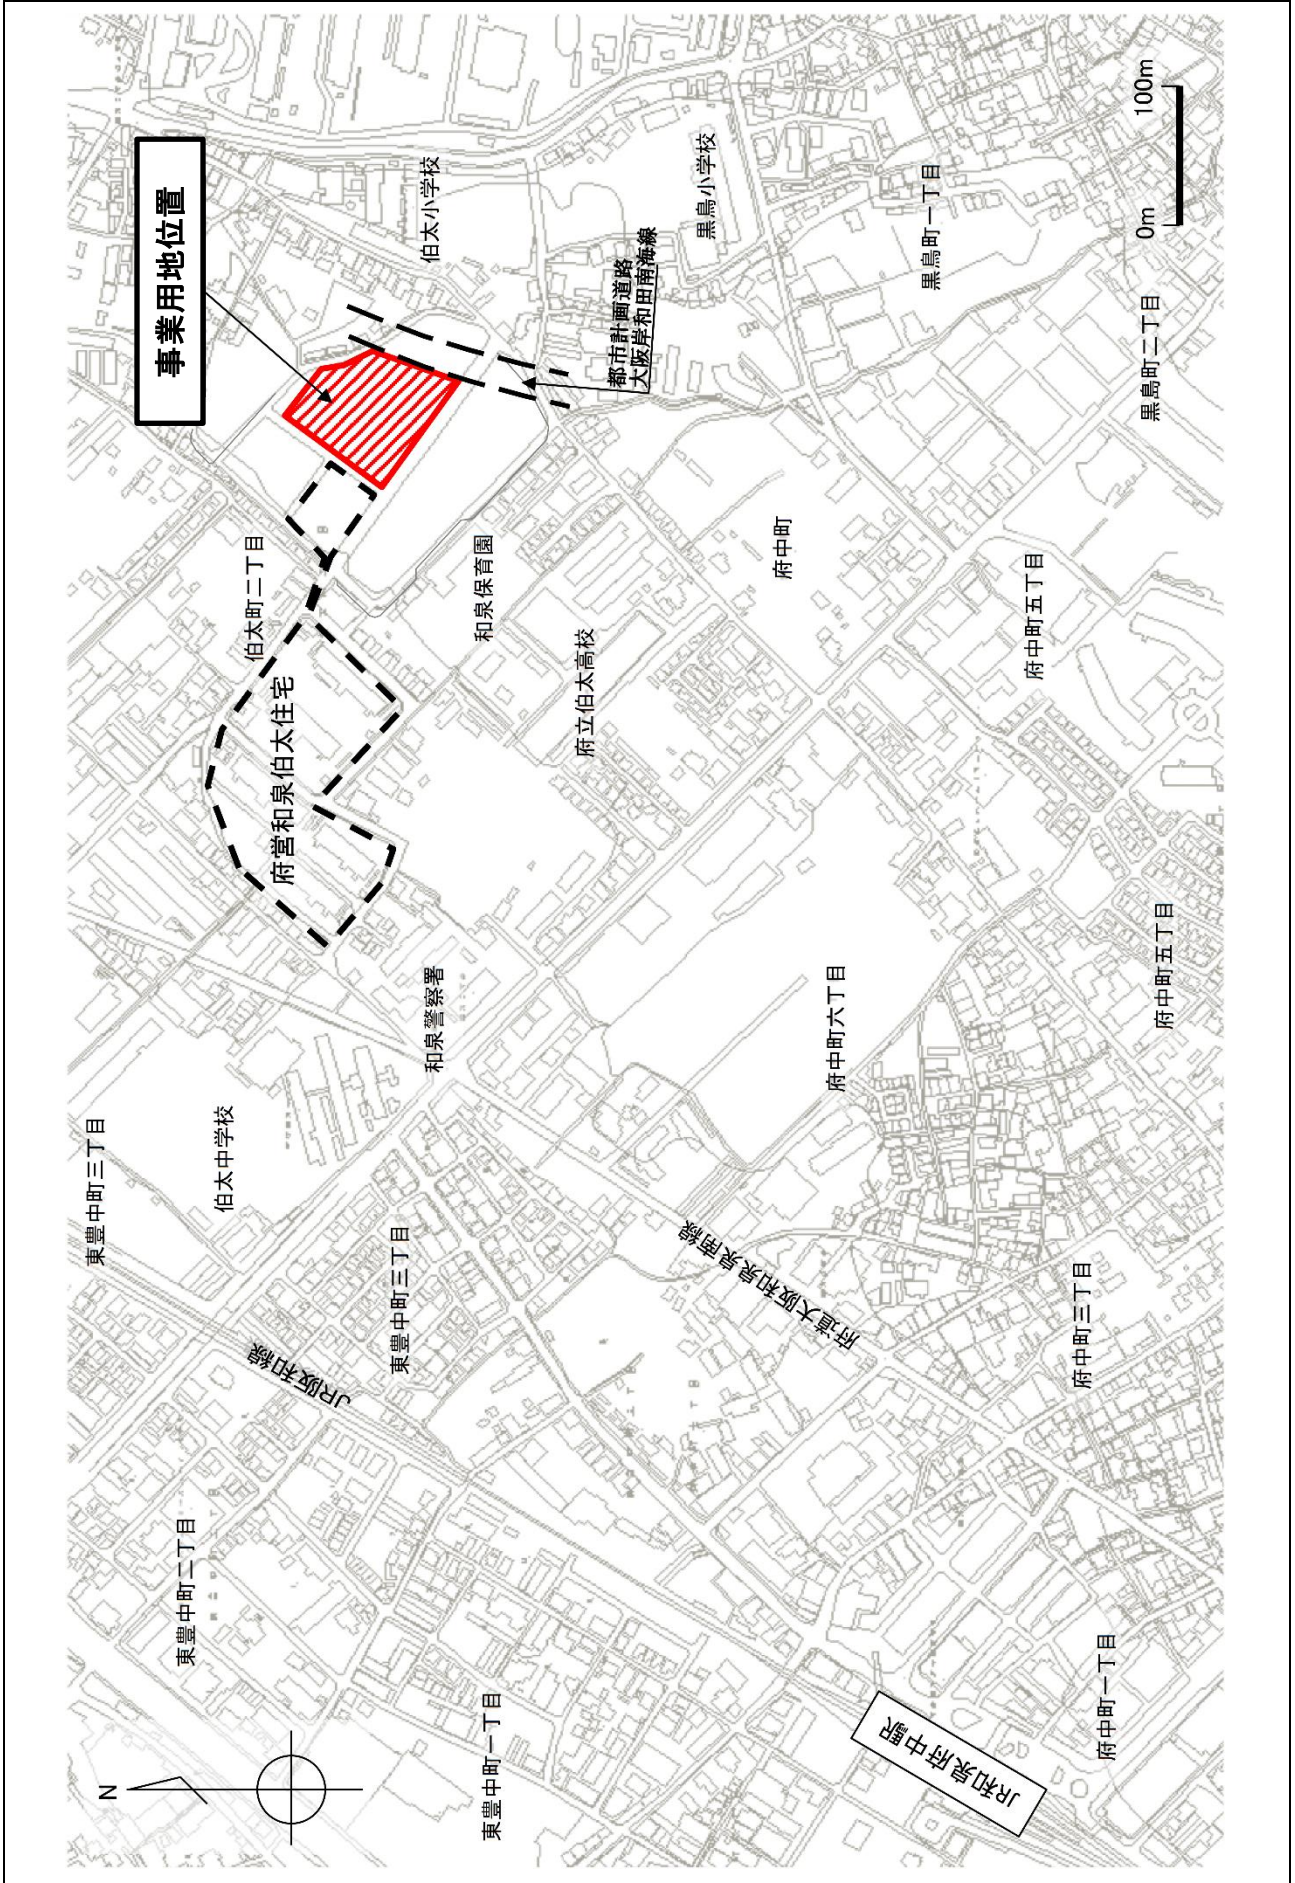 N
東豊中町三丁目
東豊中町二丁目
伯太中学校
JR阪和線
東豊中町三丁目
東豊中町一丁目
事業用地位置
伯太町二丁目
府営和泉伯太住宅
伯太小学校
和泉警察署
和泉保育園
府立伯太高校
都市計画道路
大阪岸和田南海線
黒鳥小学校
府道大阪和泉泉南線
府中町
府中町六丁目
黒鳥町一丁目
JR和泉府中駅
府中町三丁目
府中町五丁目
府中町一丁目
府中町五丁目
黒鳥町二丁目
0m
100m